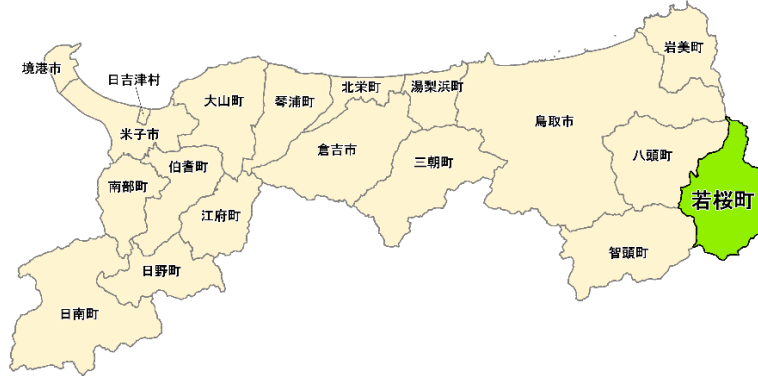 岩美町
境港市
日吉津村
大山町
琴浦町
北栄町
湯梨浜町
鳥取市
米子市
倉吉市
三朝町
八頭町
伯耆町
南部町
若桜町
江府町
智頭町
日野町
日南町